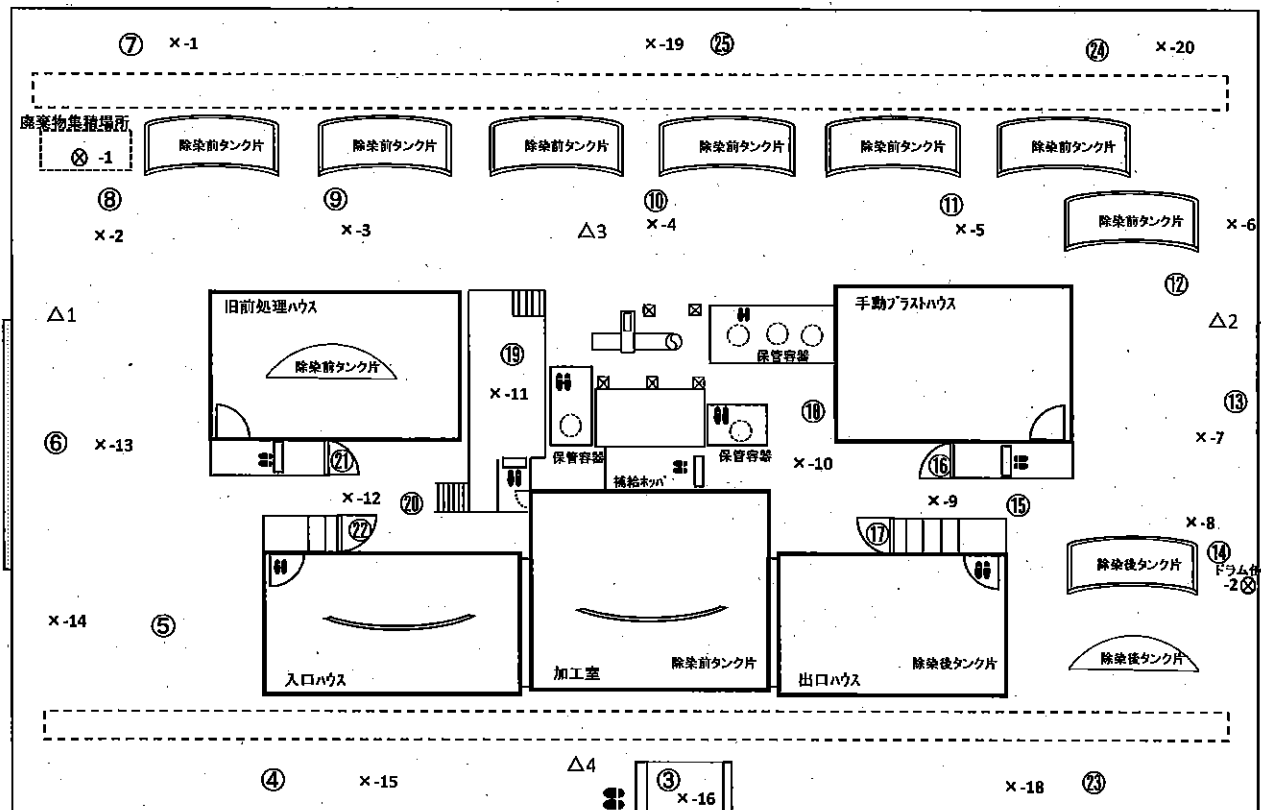 ⑦ ×-1 ×-19 ㉕ ㉔ ×-20
廃棄物集積場所
⊗ -1
除染前タンク片 除染前タンク片 除染前タンク片 除染前タンク片 除染前タンク片 除染前タンク片
⑧ ⑨ ⑩ ⑪
×-2 ×-3 △3 ×-4 ×-5
除染前タンク片 ×-6
⑫
△1 △2
旧前処理ハウス
除染前タンク片
⑲
×-11
保管容器
手動ブラストハウス
保管容器
⑱
保管容器
⑬
×-7
⑥ ×-13
㉑
補給ホッパ
×-10
⑯
×-12 ⑳ ×-9 ⑮
㉒ ⑰ ×-8
⑭
除染後タンク片
ドラム缶
-2⊗
×-14 ⑤
入口ハウス
加工室 除染前タンク片
出口ハウス 除染後タンク片
除染後タンク片
④ ×-15 △4 ③ ×-16 ×-18 ㉓